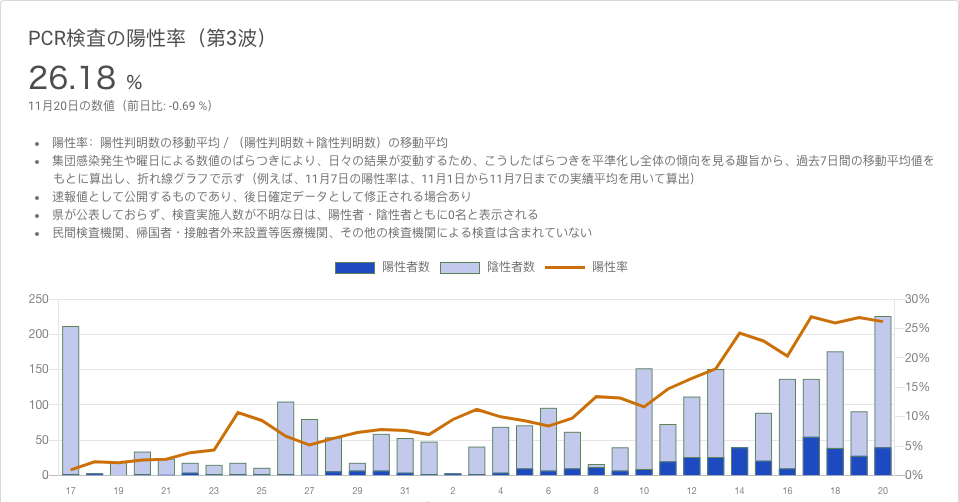 PCR検査の陽性率（第3波）
26.18 %
11月20日の数値（前日比: -0.69 %）
• 陽性率：陽性判明数の移動平均 / （陽性判明数＋陰性判明数）の移動平均
• 集団感染発生や曜日による数値のばらつきにより、日々の結果が変動するため、こうしたばらつきを平準化し全体の傾向を見る趣旨から、過去7日間の移動平均値を
もとに算出し、折れ線グラフで示す（例えば、11月7日の陽性率は、11月1日から11月7日までの実績平均を用いて算出）
• 速報値として公開するものであり、後日確定データとして修正される場合あり
• 県が公表しておらず、検査実施人数が不明な日は、陽性者・陰性者ともに0名と表示される
• 民間検査機関、帰国者・接触者外来設置等医療機関、その他の検査機関による検査は含まれていない
陽性者数 陰性者数 陽性率
250 30%
25%
200
20%
150
15%
100
10%
50
5%
0 0%
17 19 21 23 25 27 29 31 2 4 6 8 10 12 14 16 18 20